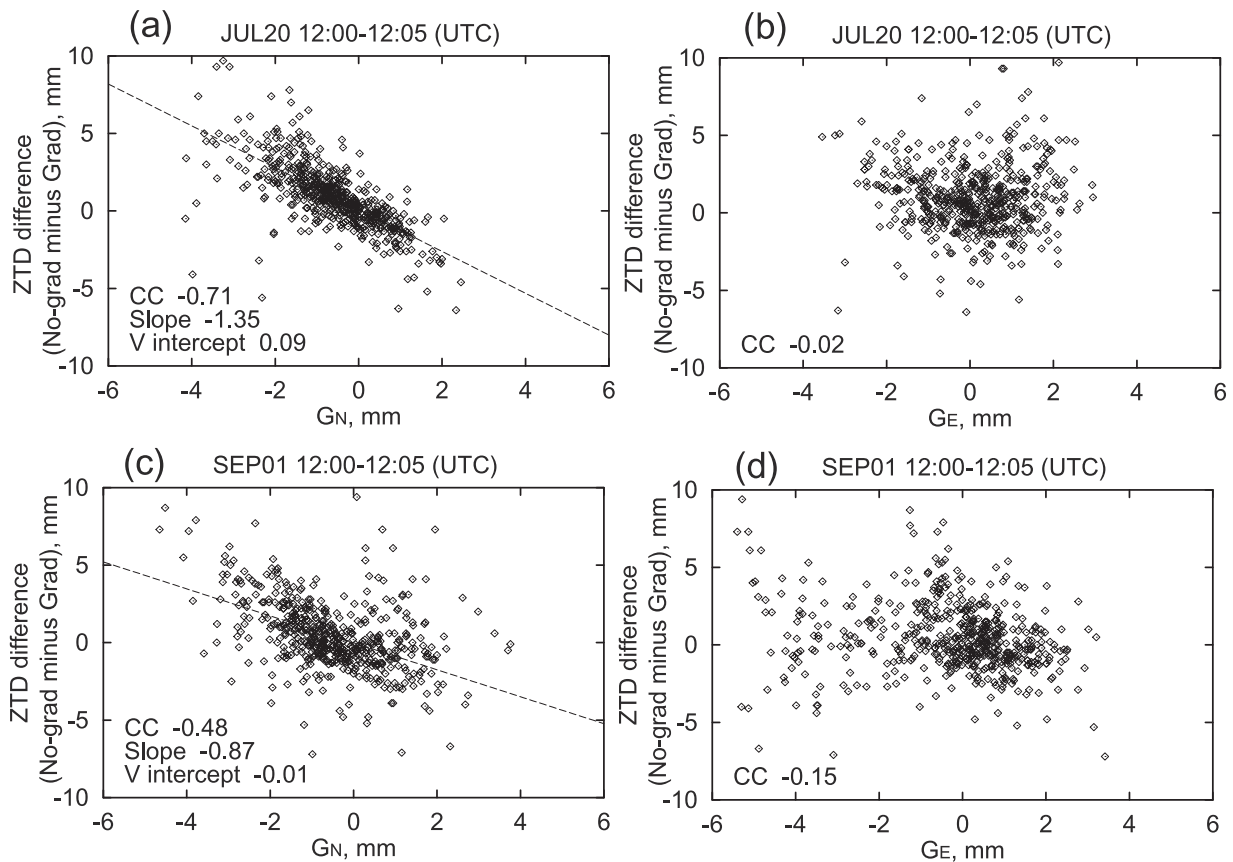 (a)
JUL20 12:00-12:05 (UTC)
ZTD difference
(No-grad minus Grad), mm
10
5
0
-5
-10
CC -0.71
Slope -1.35
V intercept 0.09
-6 -4 -2 0 2 4 6
GN, mm
(b)
JUL20 12:00-12:05 (UTC)
ZTD difference
(No-grad minus Grad), mm
10
5
0
-5
-10
CC -0.02
-6 -4 -2 0 2 4 6
GE, mm
(c)
SEP01 12:00-12:05 (UTC)
ZTD difference
(No-grad minus Grad), mm
10
5
0
-5
-10
CC -0.48
Slope -0.87
V intercept -0.01
-6 -4 -2 0 2 4 6
GN, mm
(d)
SEP01 12:00-12:05 (UTC)
ZTD difference
(No-grad minus Grad), mm
10
5
0
-5
-10
CC -0.15
-6 -4 -2 0 2 4 6
GE, mm